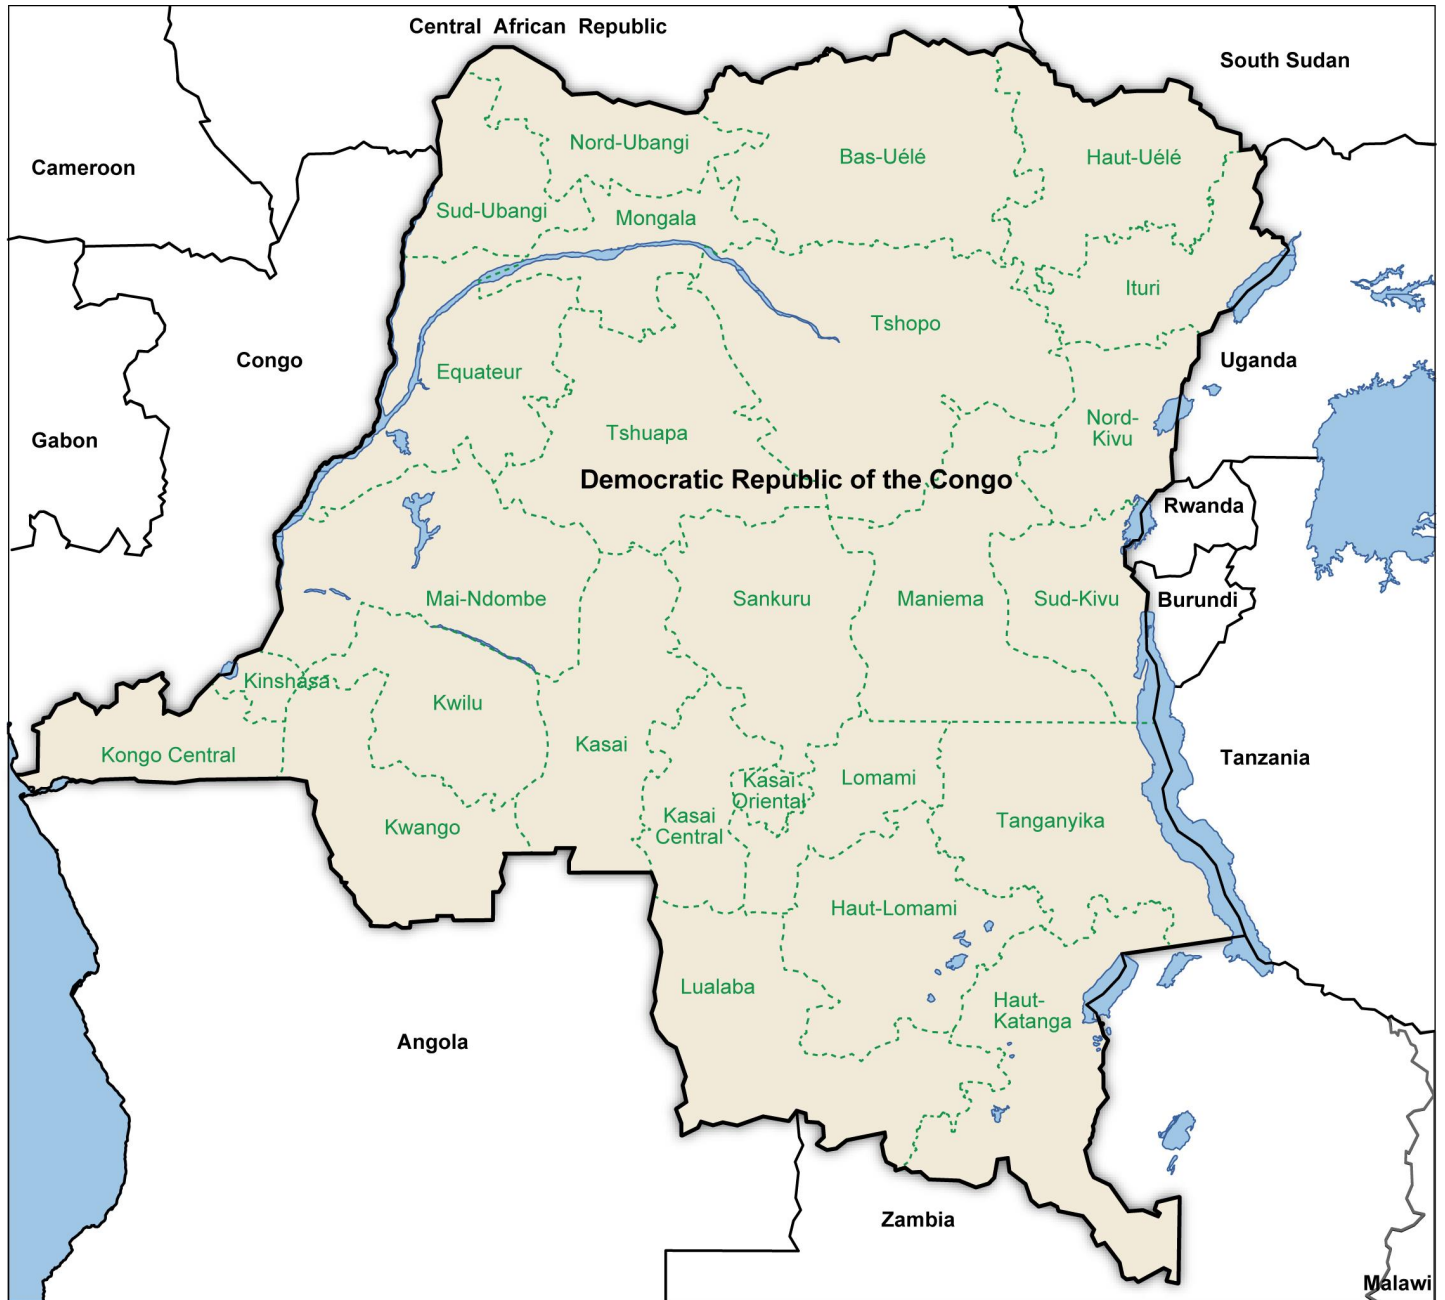 Central African Republic
South Sudan
Cameroon
Nord-Ubangi
Bas-Uélé
Haut-Uélé
Sud-Ubangi
Mongala
Ituri
Tshopo
Congo
Equateur
Uganda
Gabon
Tshuapa
Nord-
Kivu
Democratic Republic of the Congo
Rwanda
Mai-Ndombe
Sankuru
Maniema
Sud-Kivu
Burundi
Kinshasa
Kwilu
Kongo Central
Kasai
Kasai
Oriental
Lomami
Tanzania
Kwango
Kasai
Central
Tanganyika
Haut-Lomami
Lualaba
Haut-
Katanga
Angola
Zambia
Malawi